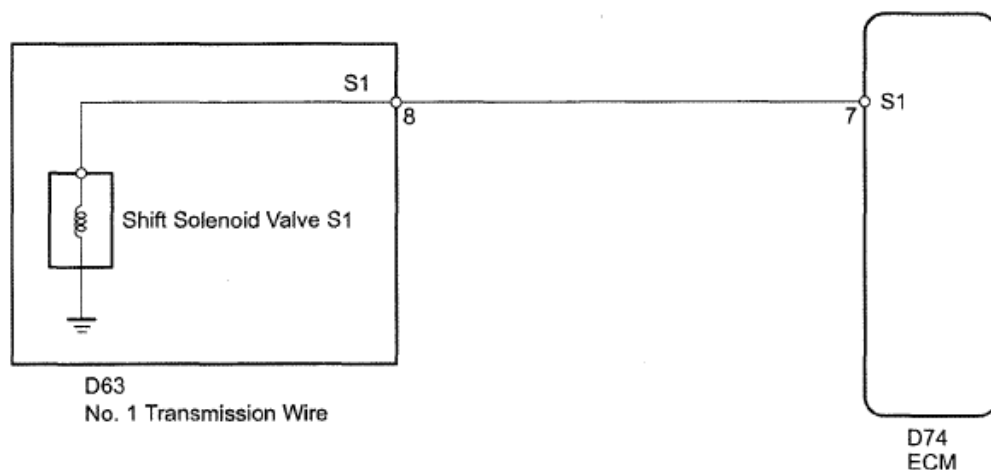 S1
8
7
S1
Shift Solenoid Valve S1
D63
No. 1 Transmission Wire
D74
ECM